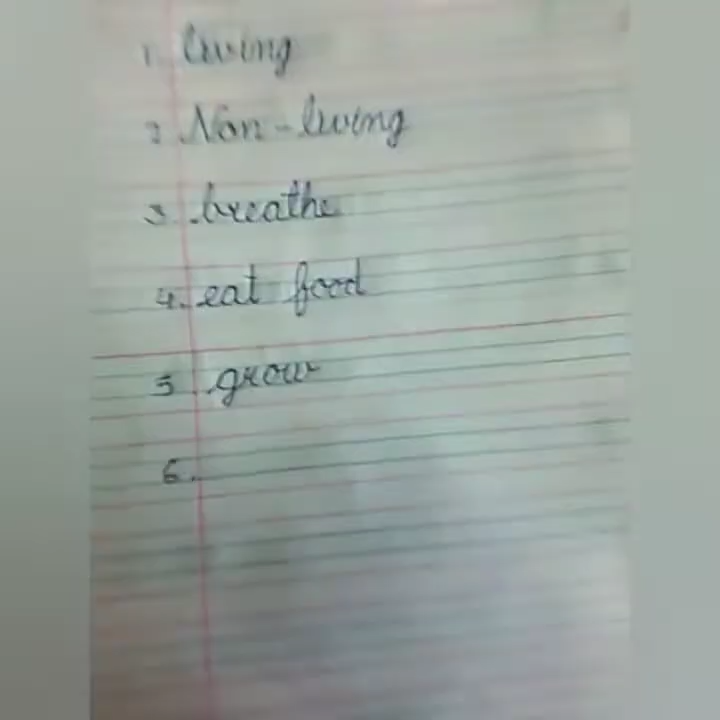 1. living
2. Non-living
3. breathe
4. eat food
5. grow
6.